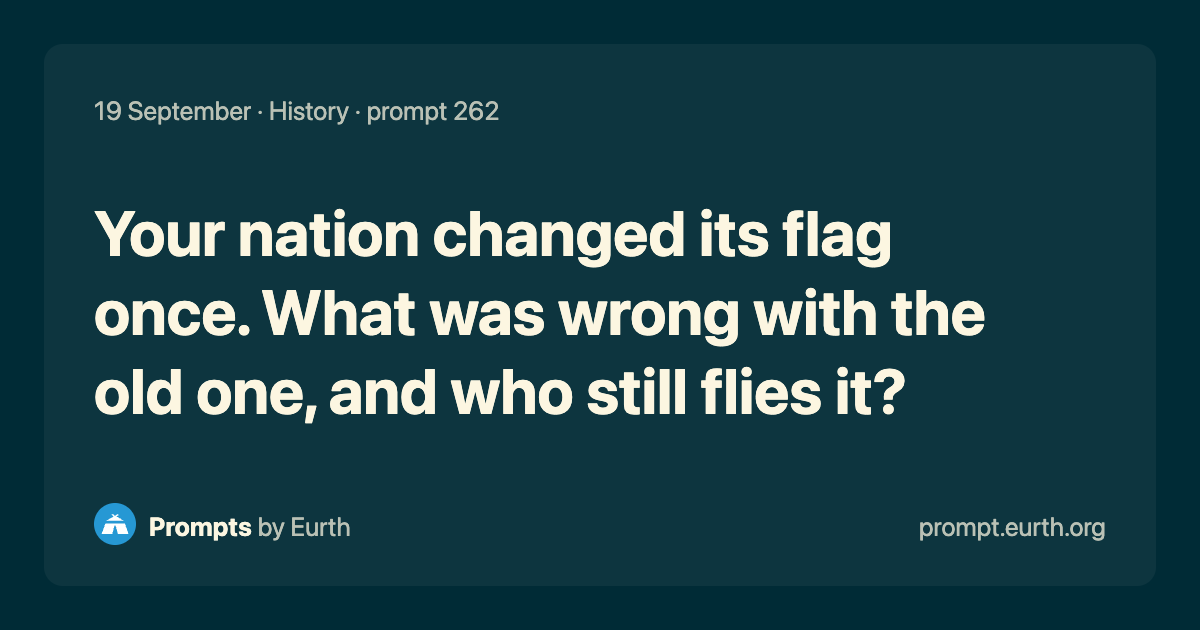 19 September · History · prompt 262
Your nation changed its flag
once. What was wrong with the
old one, and who still flies it?
Prompts by Eurth
prompt.eurth.org